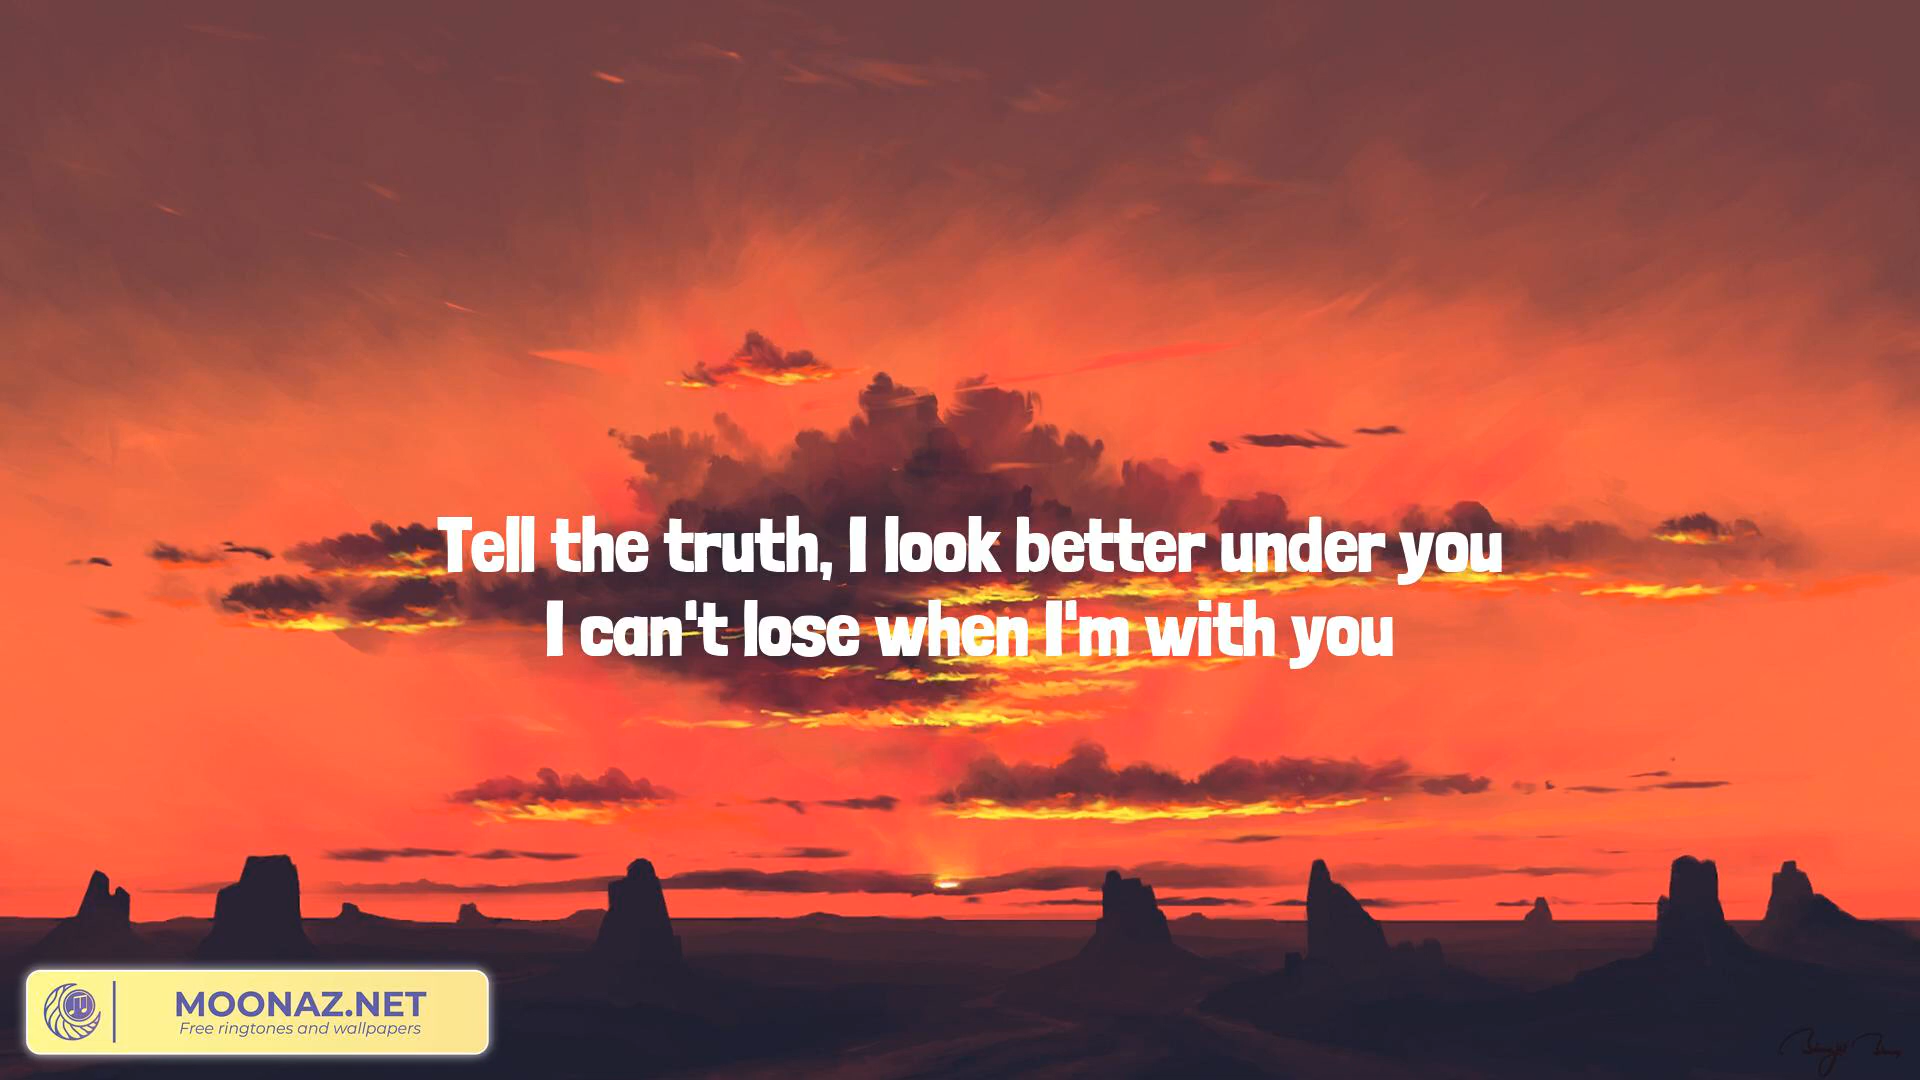 Tell the truth, I look better under you
I can't lose when I'm with you
MOONAZ.NET
Free ringtones and wallpapers